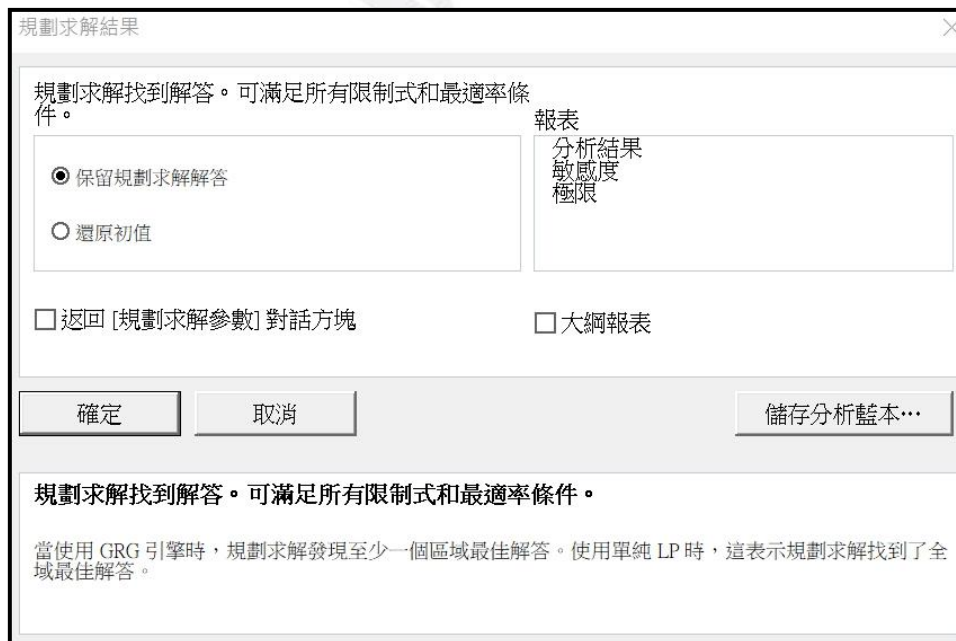 規劃求解結果
規劃求解找到解答。可滿足所有限制式和最適率條
件。
報表
分析結果
敏感度
極限
保留規劃求解解答
還原初值
返回 [規劃求解參數] 對話方塊
大綱報表
確定
取消
儲存分析藍本…
規劃求解找到解答。可滿足所有限制式和最適率條件。
當使用 GRG 引擎時，規劃求解發現至少一個區域最佳解答。使用單純 LP 時，這表示規劃求解找到了全
域最佳解答。